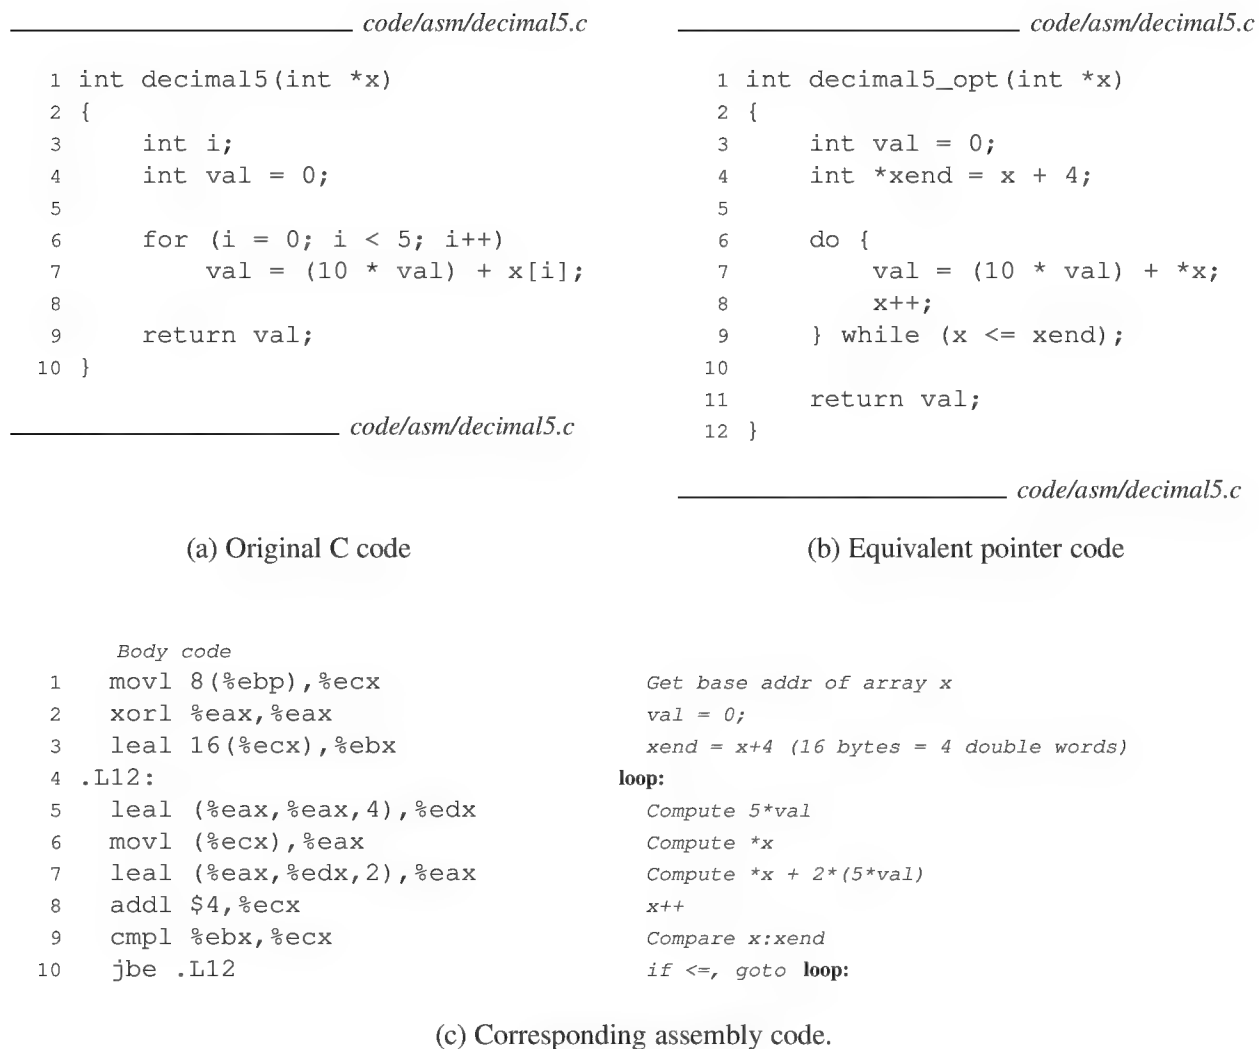 code/asm/decimal5.c
1 int decimal5(int *x)
2 {
3     int i;
4     int val = 0;
5
6     for (i = 0; i < 5; i++)
7         val = (10 * val) + x[i];
8
9     return val;
10 }
code/asm/decimal5.c
(a) Original C code
code/asm/decimal5.c
1 int decimal5_opt(int *x)
2 {
3     int val = 0;
4     int *xend = x + 4;
5
6     do {
7         val = (10 * val) + *x;
8         x++;
9     } while (x <= xend);
10
11     return val;
12 }
code/asm/decimal5.c
(b) Equivalent pointer code
Body code
1 movl 8(%ebp),%ecx Get base addr of array x
2 xorl %eax,%eax val = 0;
3 leal 16(%ecx),%ebx xend = x+4 (16 bytes = 4 double words)
4 .L12: loop:
5 leal (%eax,%eax,4),%edx Compute 5*val
6 movl (%ecx),%eax Compute *x
7 leal (%eax,%edx,2),%eax Compute *x + 2*(5*val)
8 addl $4,%ecx x++
9 cmpl %ebx,%ecx Compare x:xend
10 jbe .L12 if <=, goto loop:
(c) Corresponding assembly code.